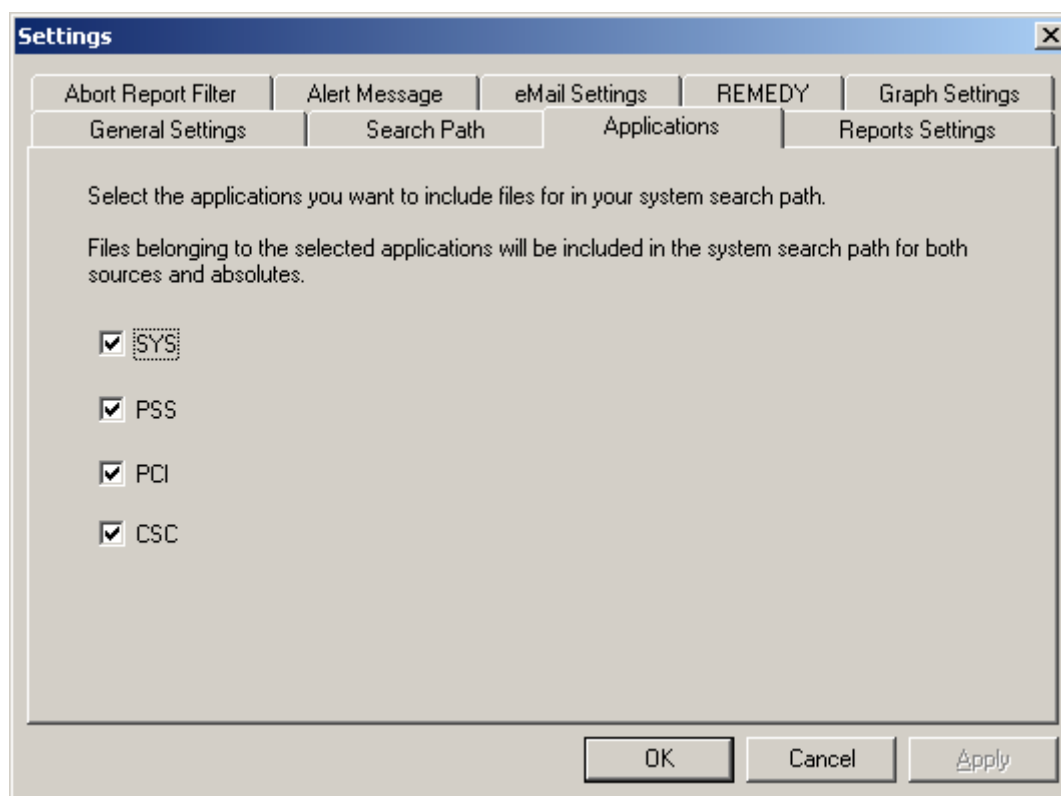 Settings
Abort Report Filter
Alert Message
eMail Settings
REMEDY
Graph Settings
General Settings
Search Path
Applications
Reports Settings
Select the applications you want to include files for in your system search path.
Files belonging to the selected applications will be included in the system search path for both
sources and absolutes.
SYS
PSS
PCI
CSC
OK
Cancel
Apply